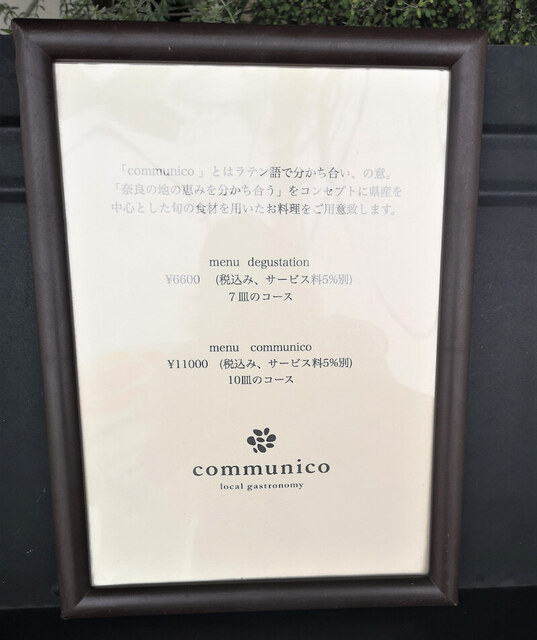 「communico 」とはラテン語で分かち合い、の意。
「奈良の地の恵みを分かち合う」をコンセプトに県産を
中心とした旬の食材を用いたお料理をご用意致します。
menu degustation
¥6600 (税込み、サービス料5%別)
7皿のコース
menu communico
¥11000 (税込み、サービス料5%別)
10皿のコース
communico
local gastronomy